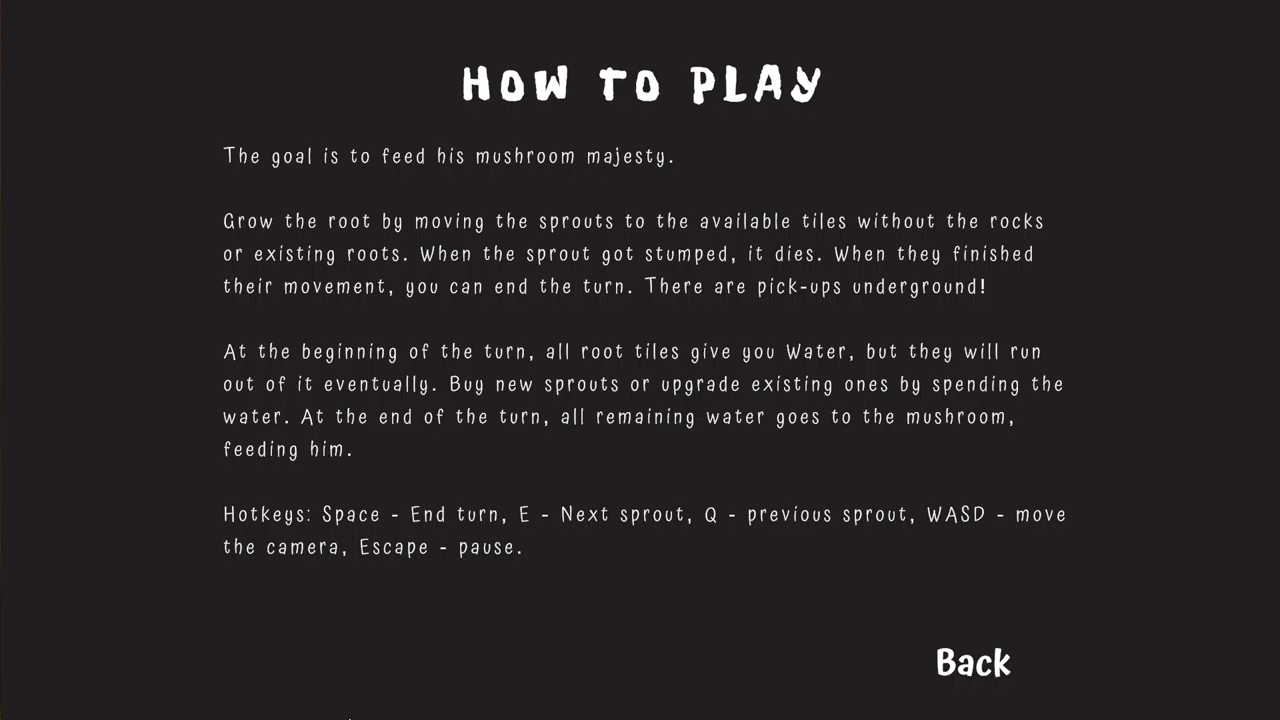 HOW TO PLAY
The goal is to feed his mushroom majesty.
Grow the root by moving the sprouts to the available tiles without the rocks
or existing roots. When the sprout got stumped, it dies. When they finished
their movement, you can end the turn. There are pick-ups underground!
At the beginning of the turn, all root tiles give you Water, but they will run
out of it eventually. Buy new sprouts or upgrade existing ones by spending the
water. At the end of the turn, all remaining water goes to the mushroom,
feeding him.
Hotkeys: Space - End turn, E - Next sprout, Q - previous sprout, WASD - move
the camera, Escape - pause.
Back